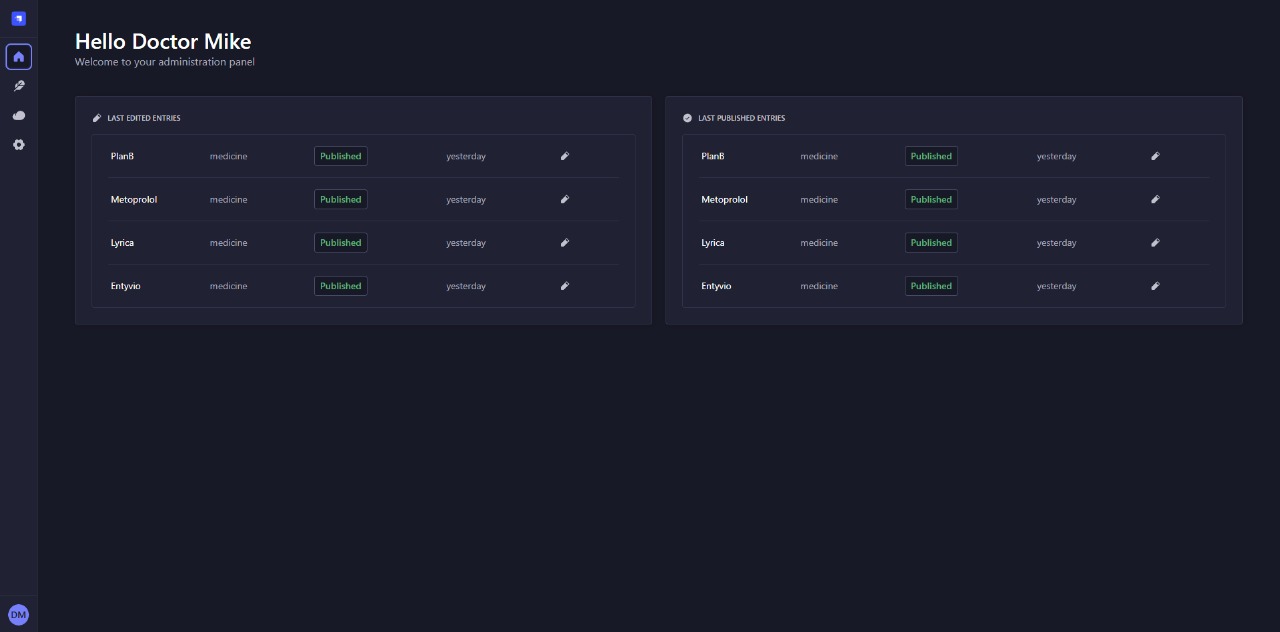 Hello Doctor Mike
Welcome to your administration panel
LAST EDITED ENTRIES
PlanB medicine Published yesterday
Metoprolol medicine Published yesterday
Lyrica medicine Published yesterday
Entyvio medicine Published yesterday
LAST PUBLISHED ENTRIES
PlanB medicine Published yesterday
Metoprolol medicine Published yesterday
Lyrica medicine Published yesterday
Entyvio medicine Published yesterday
DM